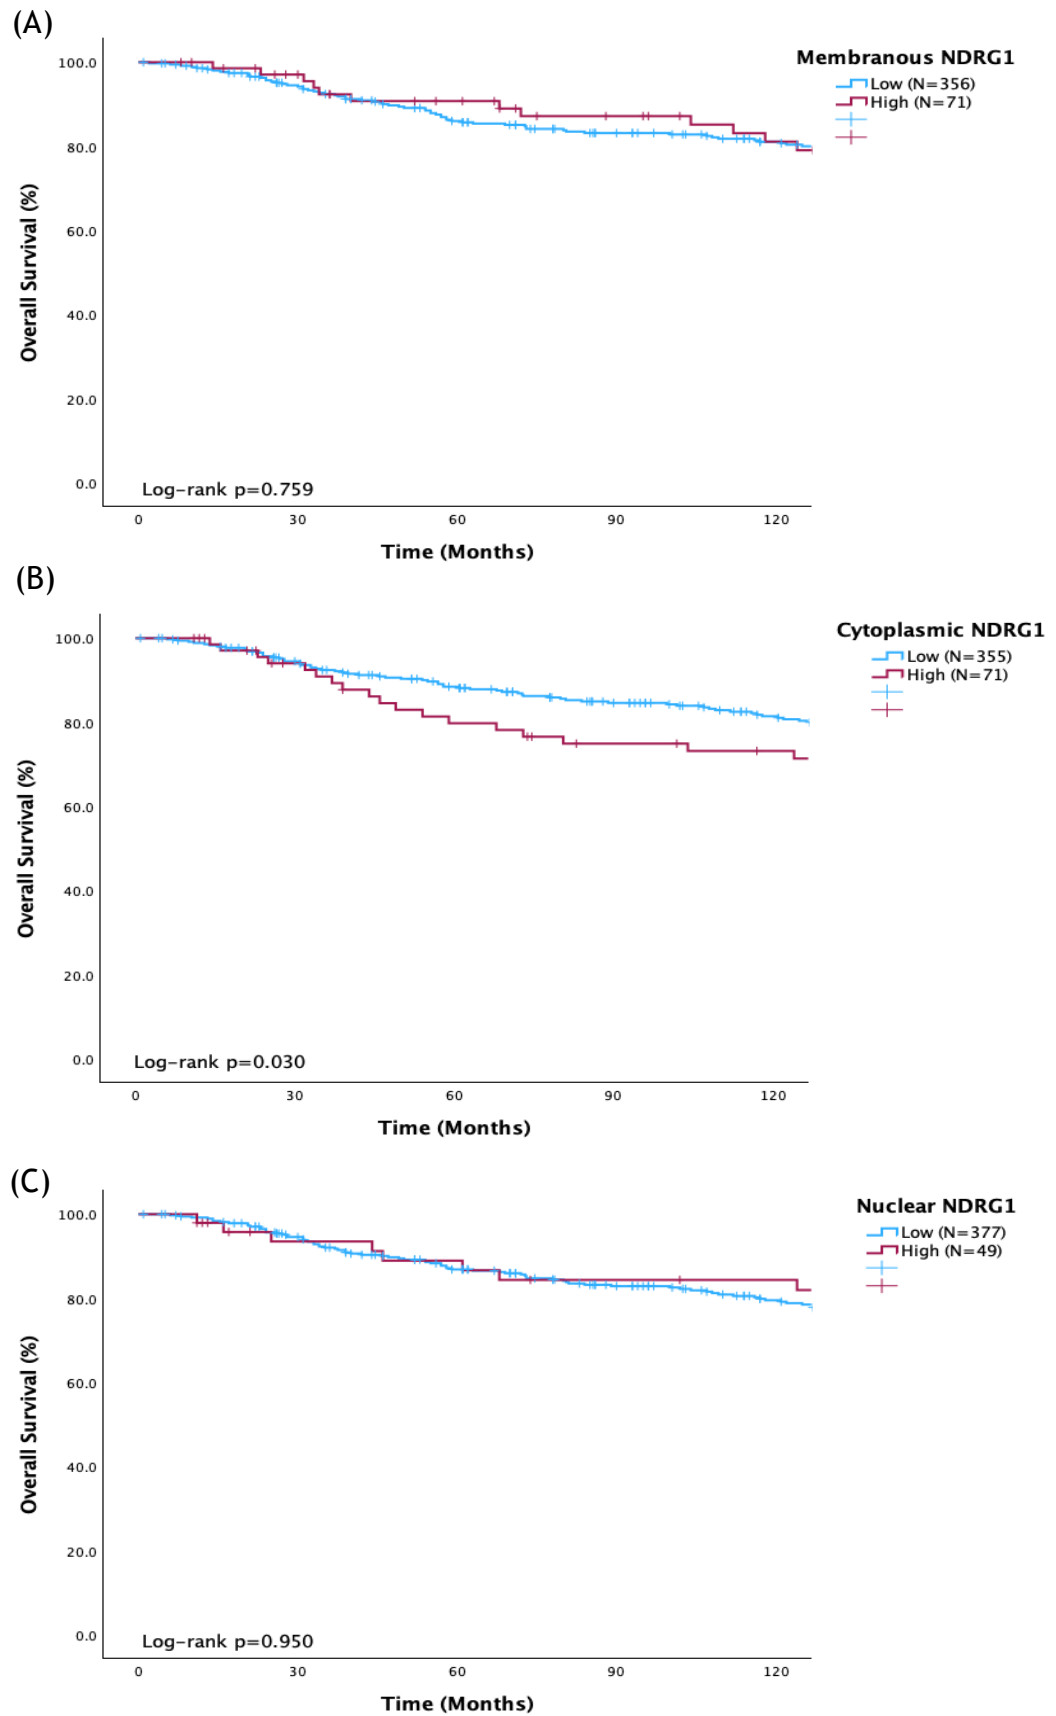 (A)
Membranous NDRG1
Low (N=356)
High (N=71)
Overall Survival (%)
100.0
80.0
60.0
40.0
20.0
0.0
Log-rank p=0.759
0 30 60 90 120
Time (Months)
(B)
Cytoplasmic NDRG1
Low (N=355)
High (N=71)
Overall Survival (%)
100.0
80.0
60.0
40.0
20.0
0.0
Log-rank p=0.030
0 30 60 90 120
Time (Months)
(C)
Nuclear NDRG1
Low (N=377)
High (N=49)
Overall Survival (%)
100.0
80.0
60.0
40.0
20.0
0.0
Log-rank p=0.950
0 30 60 90 120
Time (Months)